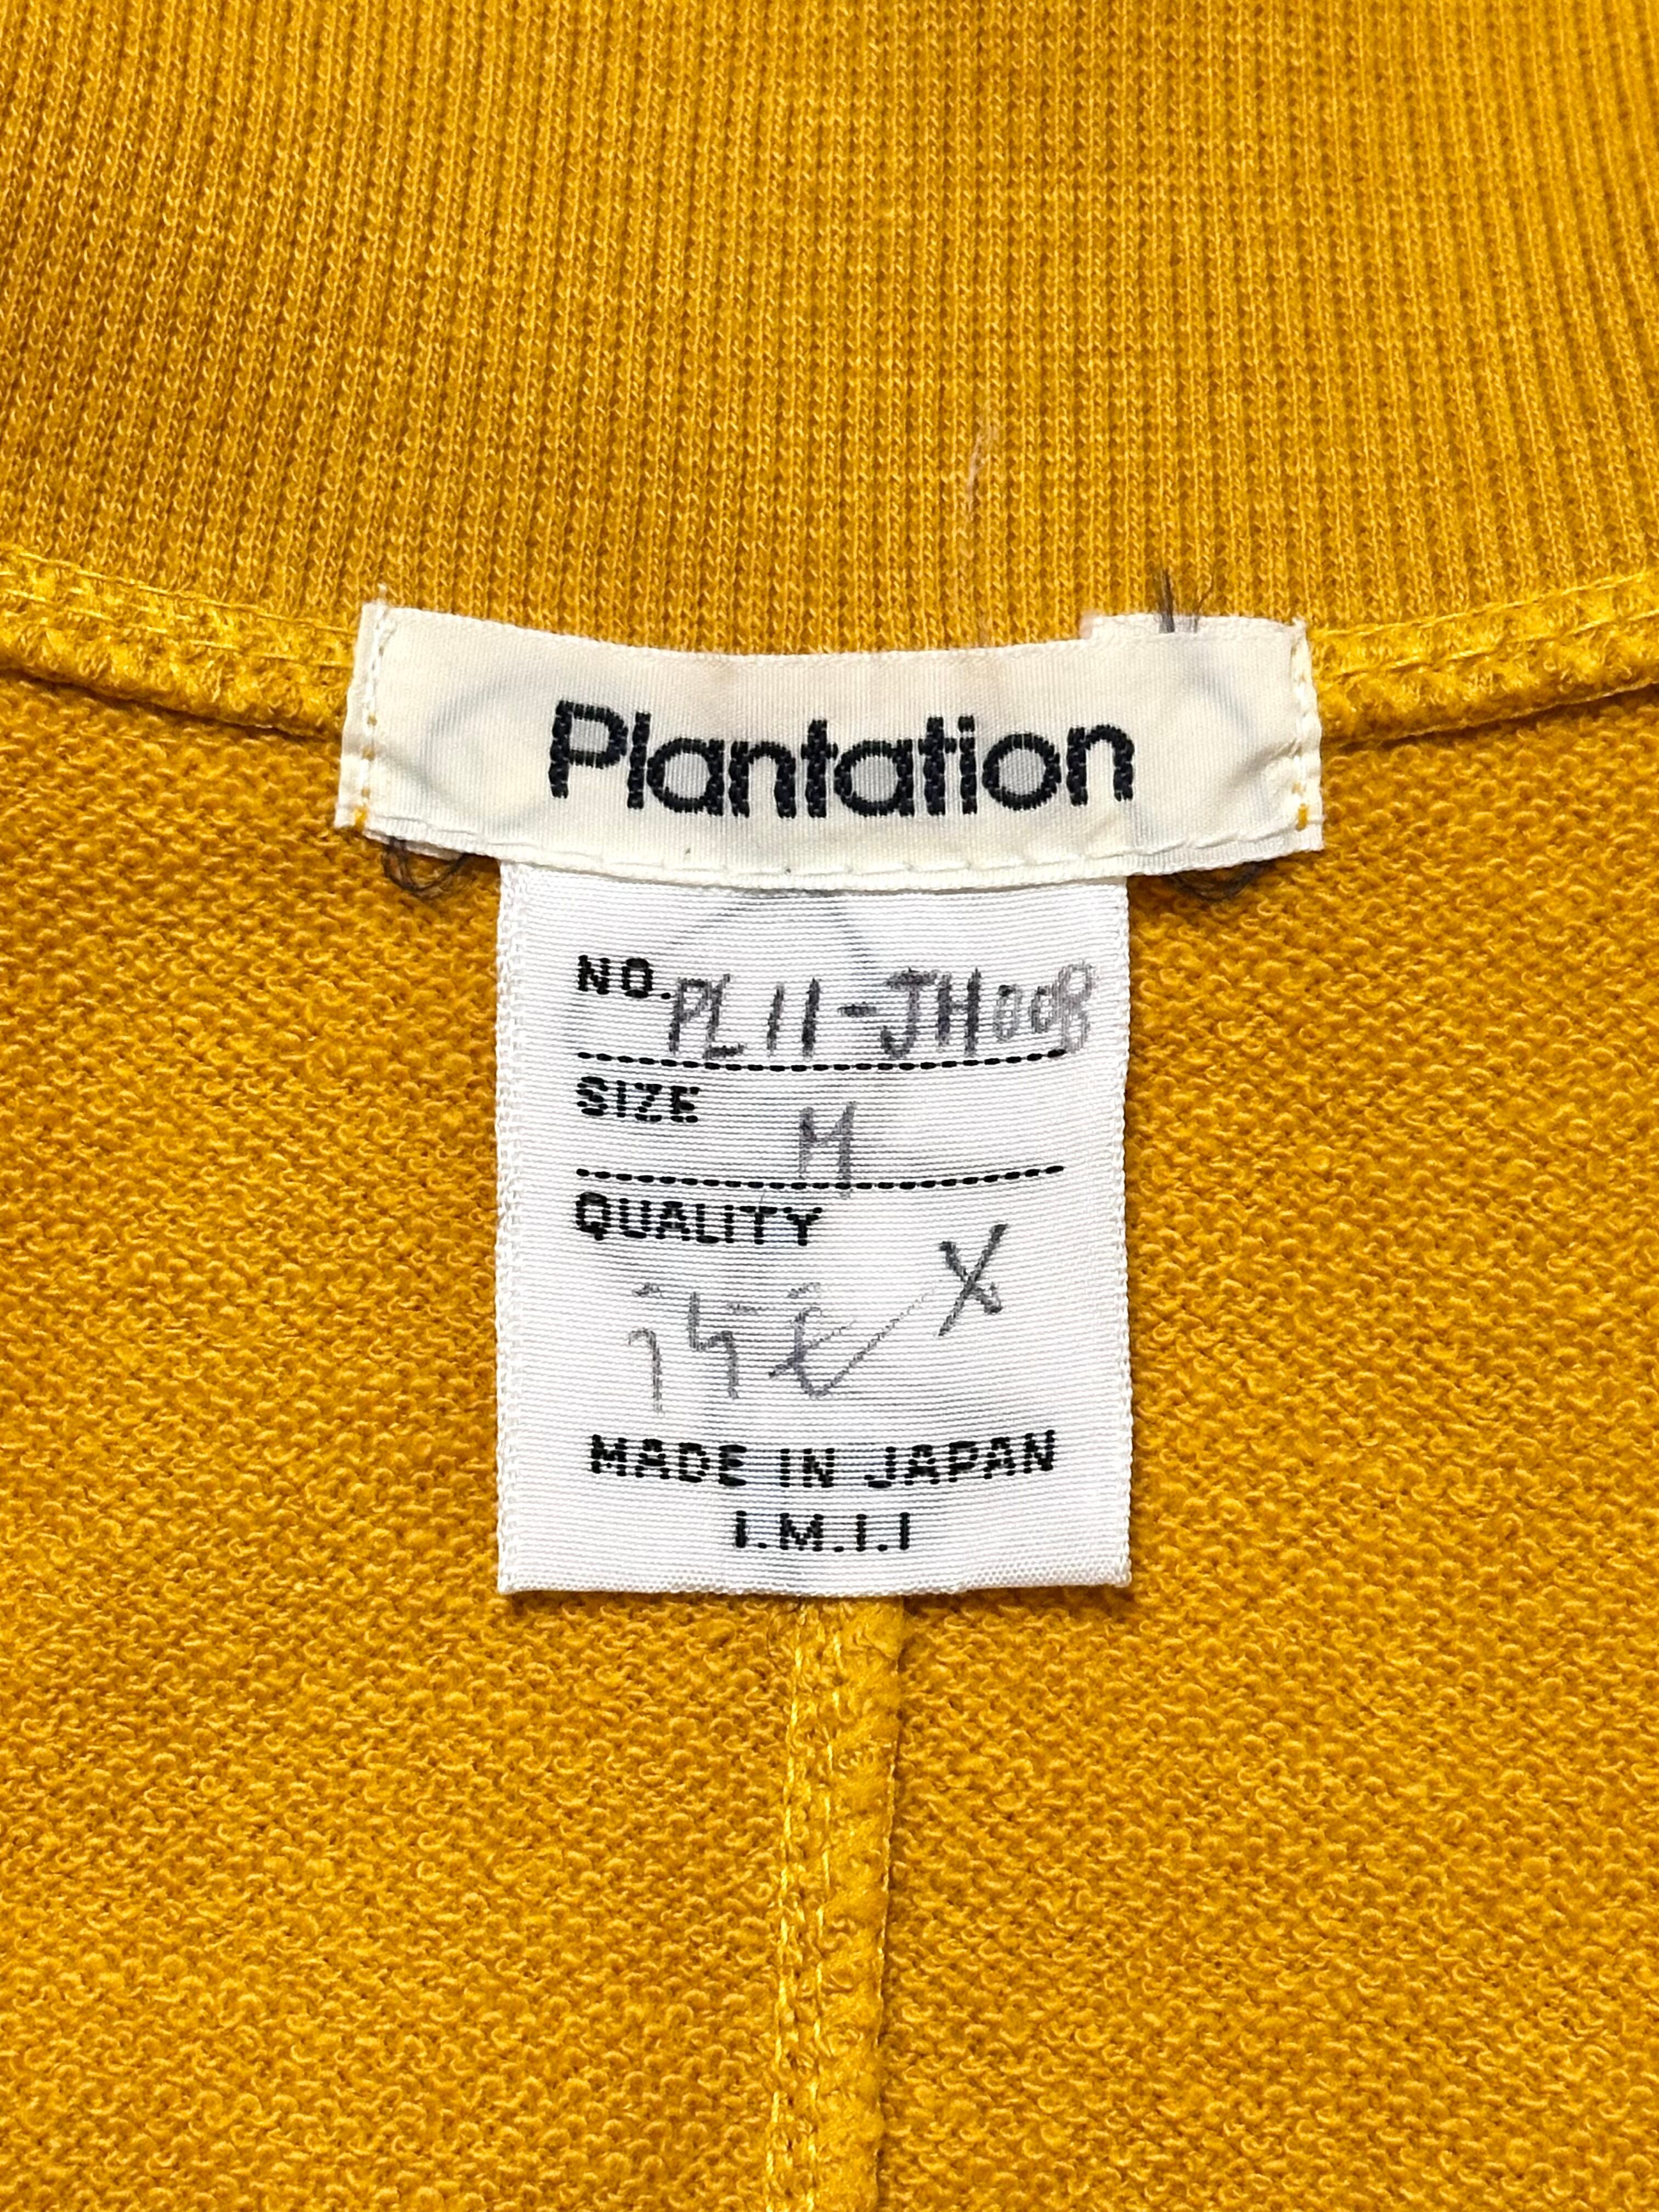 Plantation
NO. PL11-JH008
SIZE M
QUALITY
MADE IN JAPAN
I.M.I.I